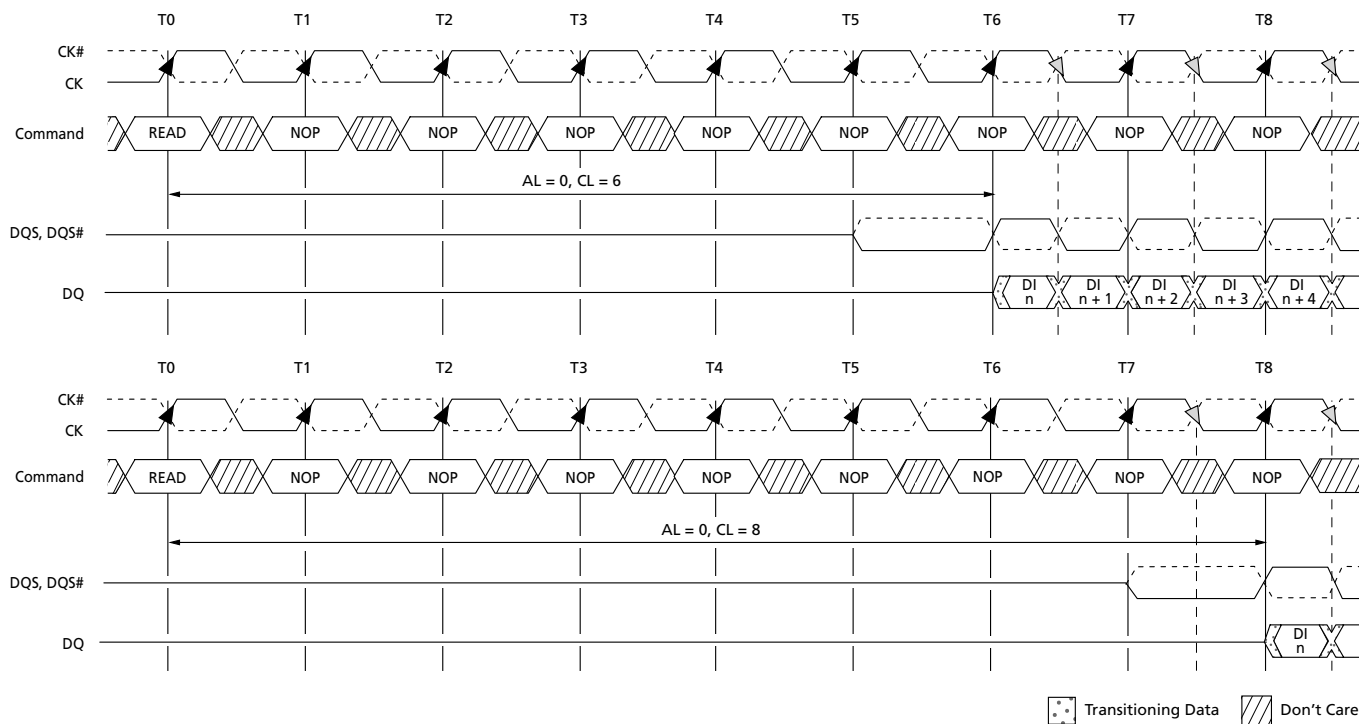 T0 T1 T2 T3 T4 T5 T6 T7 T8
CK#
CK
Command READ NOP NOP NOP NOP NOP NOP NOP NOP
AL = 0, CL = 6
DQS, DQS#
DQ DI n DI n + 1 DI n + 2 DI n + 3 DI n + 4
T0 T1 T2 T3 T4 T5 T6 T7 T8
CK#
CK
Command READ NOP NOP NOP NOP NOP NOP NOP NOP
AL = 0, CL = 8
DQS, DQS#
DQ DI n
Transitioning Data Don't Care